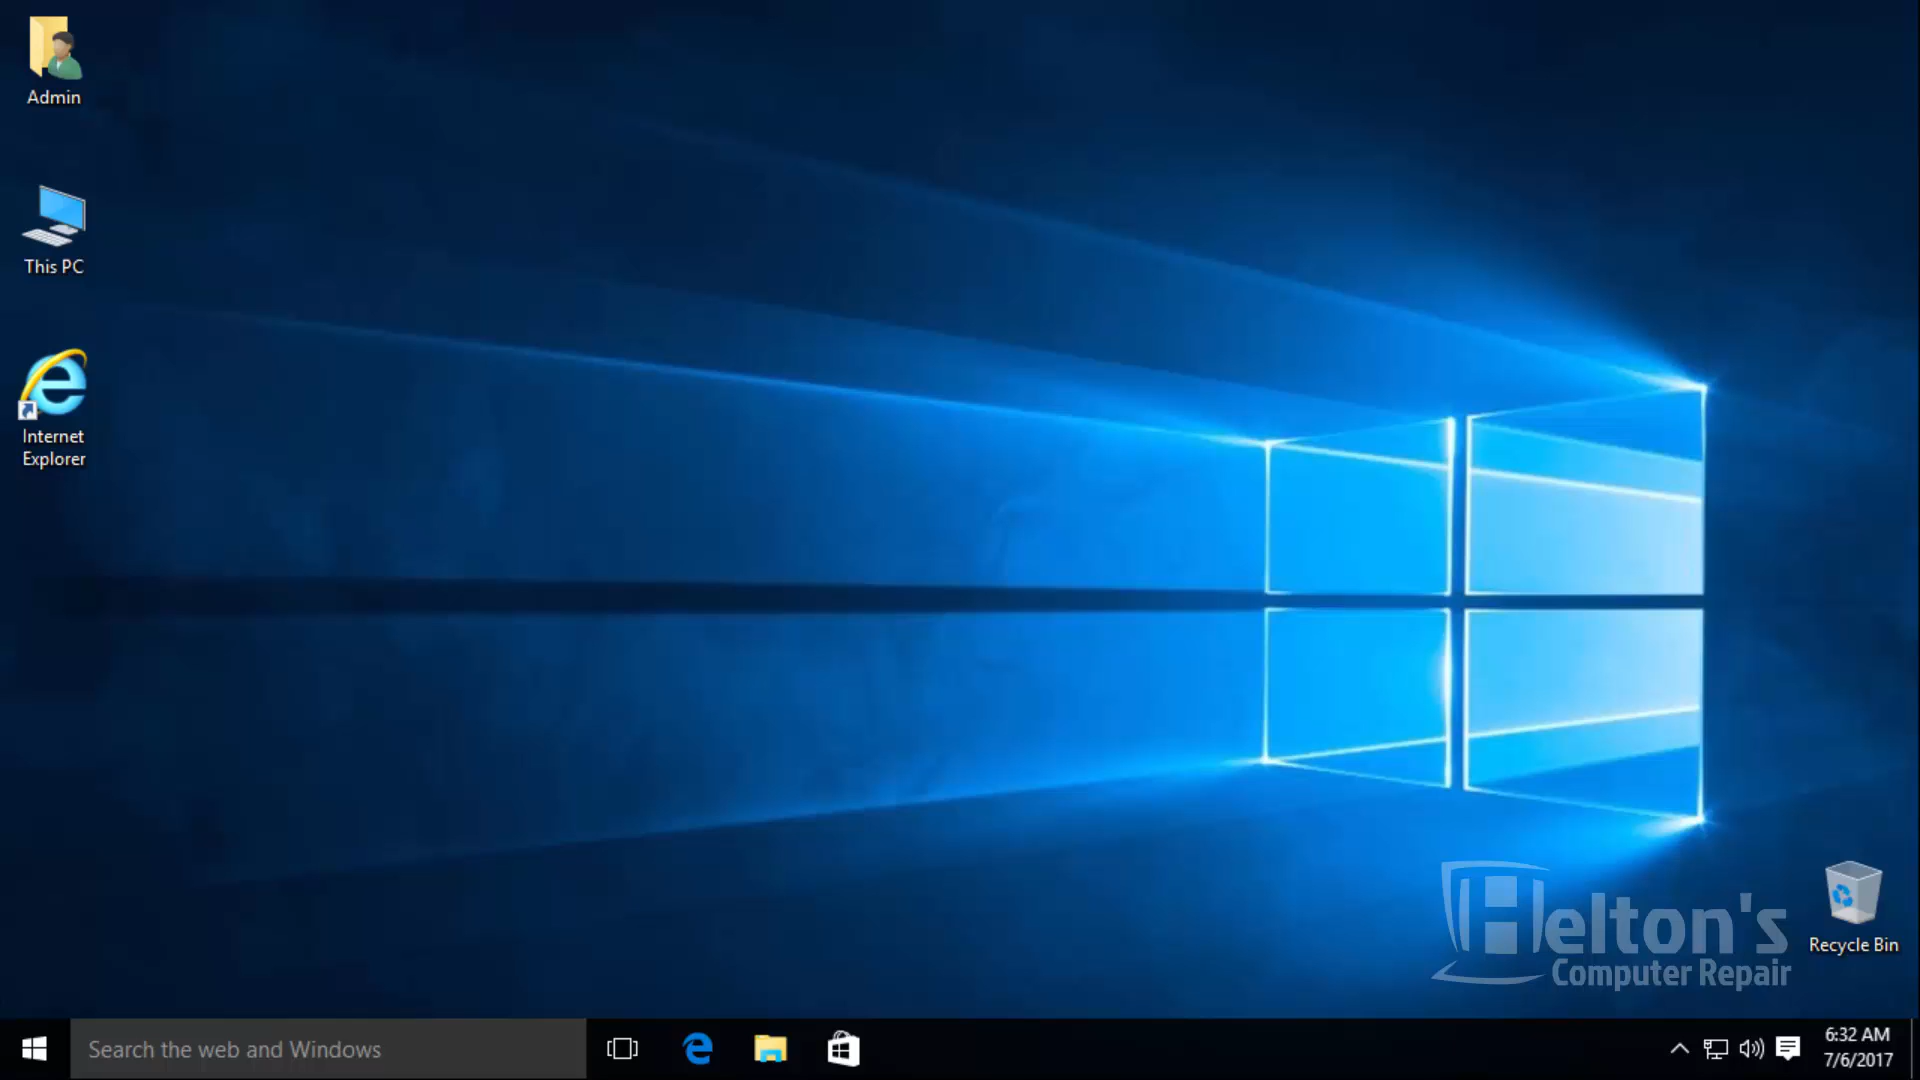 Admin
This PC
Internet
Explorer
Helton's
Computer Repair
Recycle Bin
Search the web and Windows
6:32 AM
7/6/2017